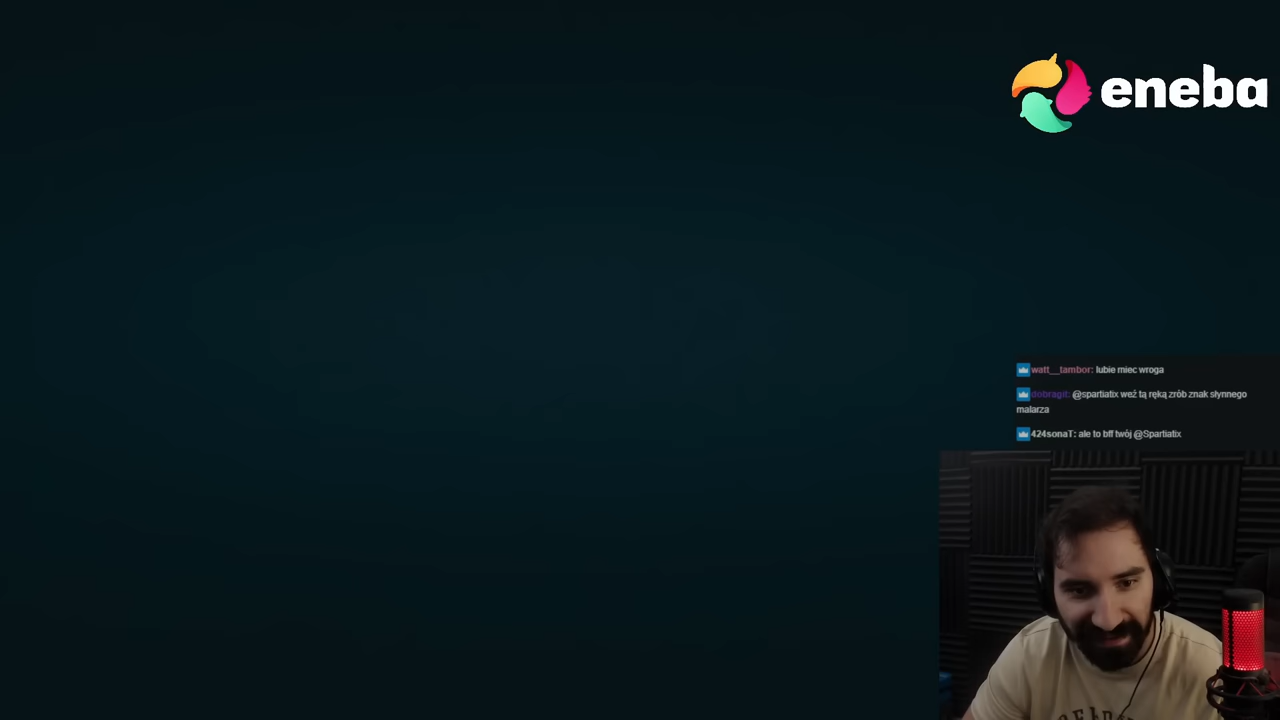 eneba
watt__tambor: lubie miec wroga
dobragit: @spartiatix weź tą ręką zrób znak słynnego
malarza
424sonaT: ale to bff twój @Spartiatix